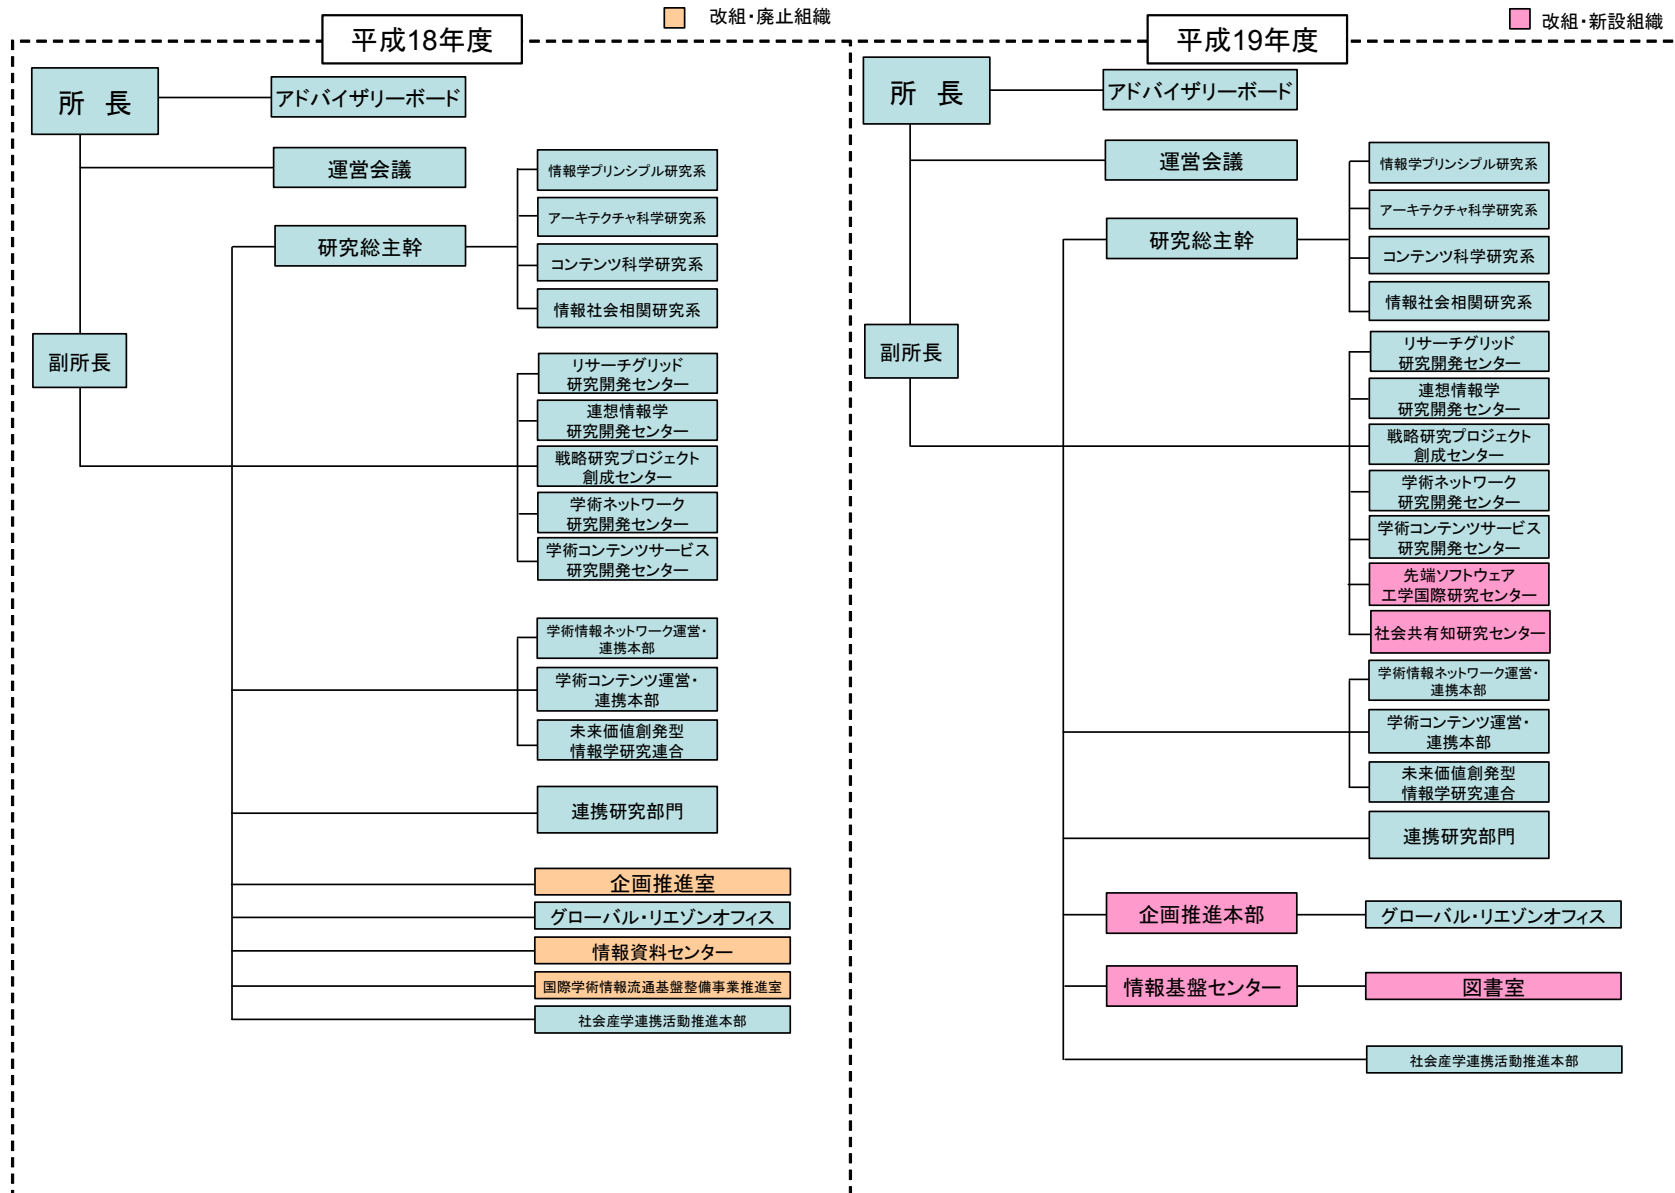 平成18年度
改組・廃止組織
所 長
アドバイザリーボード
運営会議
情報学プリンシプル研究系
アーキテクチャ科学研究系
研究総主幹
コンテンツ科学研究系
情報社会相関研究系
副所長
リサーチグリッド
研究開発センター
連想情報学
研究開発センター
戦略研究プロジェクト
創成センター
学術ネットワーク
研究開発センター
学術コンテンツサービス
研究開発センター
学術情報ネットワーク運営・
連携本部
学術コンテンツ運営・
連携本部
未来価値創発型
情報学研究連合
連携研究部門
企画推進室
グローバル・リエゾンオフィス
情報資料センター
国際学術情報流通基盤整備事業推進室
社会産学連携活動推進本部
平成19年度
改組・新設組織
所 長
アドバイザリーボード
運営会議
情報学プリンシプル研究系
アーキテクチャ科学研究系
研究総主幹
コンテンツ科学研究系
情報社会相関研究系
副所長
リサーチグリッド
研究開発センター
連想情報学
研究開発センター
戦略研究プロジェクト
創成センター
学術ネットワーク
研究開発センター
学術コンテンツサービス
研究開発センター
先端ソフトウェア
工学国際研究センター
社会共有知研究センター
学術情報ネットワーク運営・
連携本部
学術コンテンツ運営・
連携本部
未来価値創発型
情報学研究連合
連携研究部門
企画推進本部
グローバル・リエゾンオフィス
情報基盤センター
図書室
社会産学連携活動推進本部